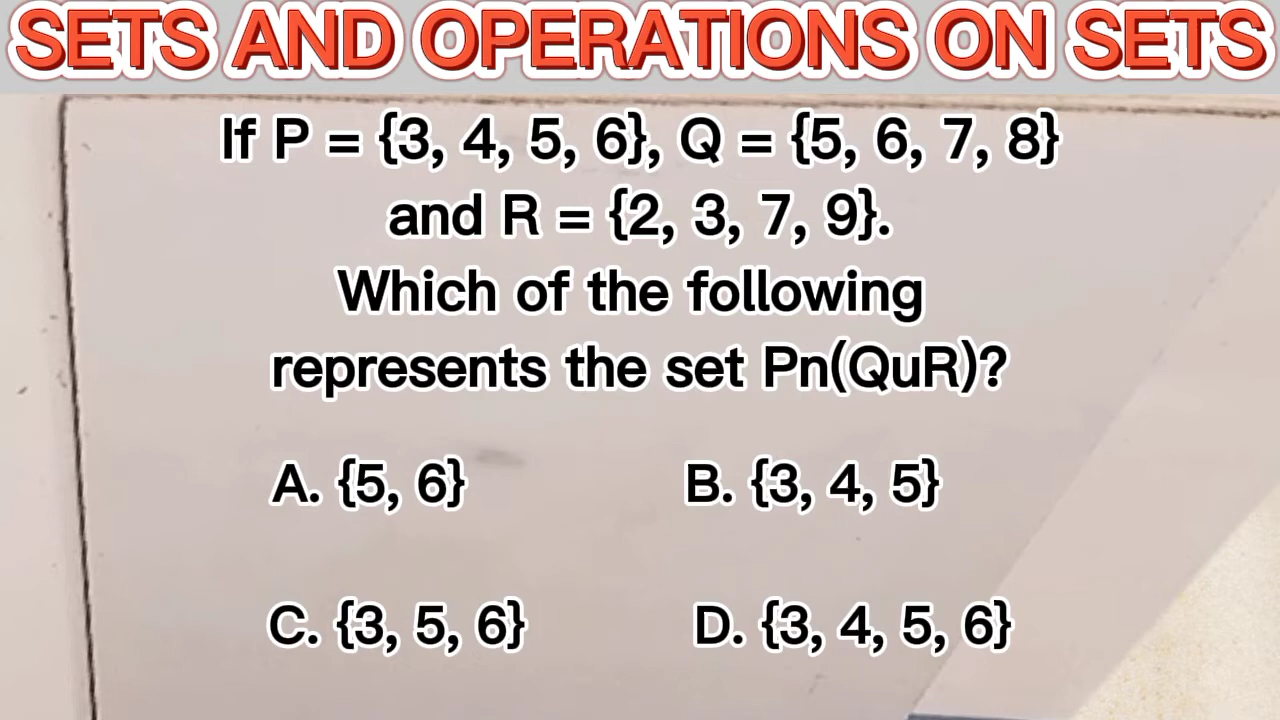 SETS AND OPERATIONS ON SETS
If P = {3, 4, 5, 6}, Q = {5, 6, 7, 8}
and R = {2, 3, 7, 9}.
Which of the following
represents the set Pn(QuR)?
A. {5, 6} B. {3, 4, 5}
C. {3, 5, 6} D. {3, 4, 5, 6}